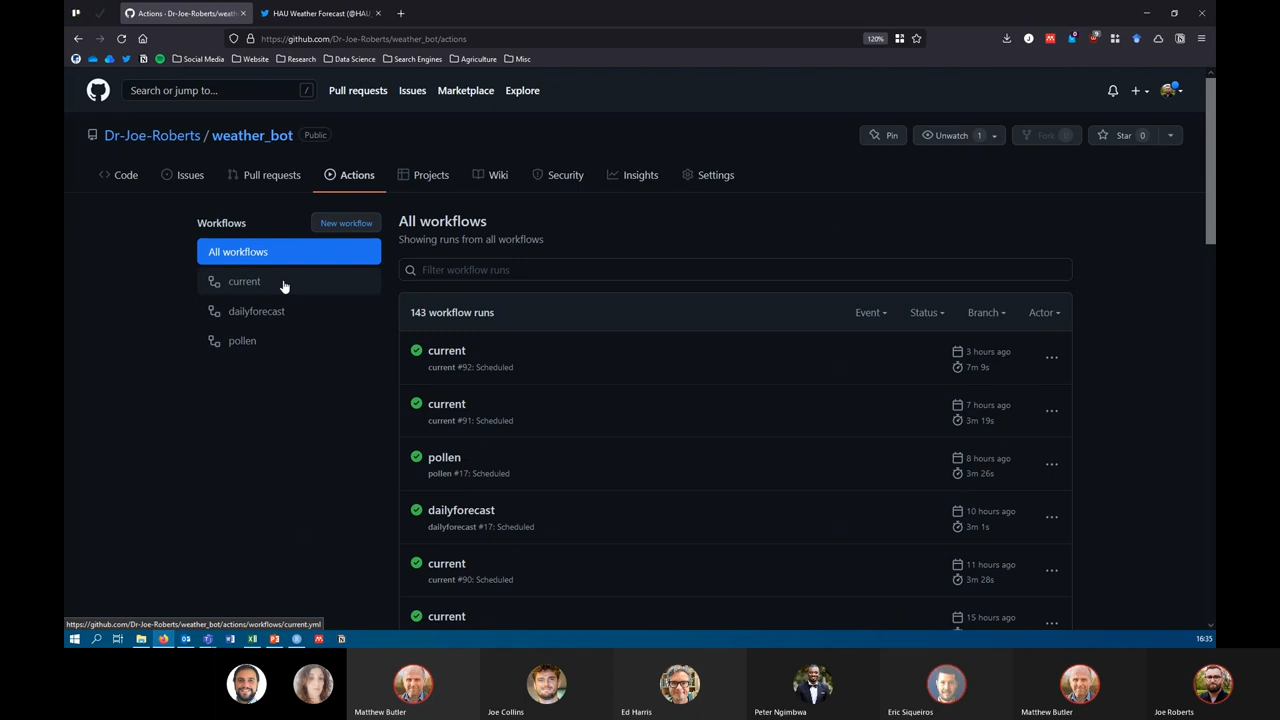 Actions · Dr-Joe-Roberts/weath
HAU Weather Forecast (@HAU_
https://github.com/Dr-Joe-Roberts/weather_bot/actions
120%
Social Media
Website
Research
Data Science
Search Engines
Agriculture
Misc
Search or jump to...
/
Pull requests
Issues
Marketplace
Explore
Dr-Joe-Roberts / weather_bot
Public
Pin
Unwatch 1
Fork 0
Star 0
Code
Issues
Pull requests
Actions
Projects
Wiki
Security
Insights
Settings
Workflows
New workflow
All workflows
current
dailyforecast
pollen
All workflows
Showing runs from all workflows
Filter workflow runs
143 workflow runs
Event
Status
Branch
Actor
current
current #92: Scheduled
3 hours ago
7m 9s
current
current #91: Scheduled
7 hours ago
3m 19s
pollen
pollen #17: Scheduled
8 hours ago
3m 26s
dailyforecast
dailyforecast #17: Scheduled
10 hours ago
3m 1s
current
current #90: Scheduled
11 hours ago
3m 28s
current
15 hours ago
https://github.com/Dr-Joe-Roberts/weather_bot/actions/workflows/current.yml
16:35
Matthew Butler
Joe Collins
Ed Harris
Peter Ngimbwa
Eric Siqueiros
Matthew Butler
Joe Roberts